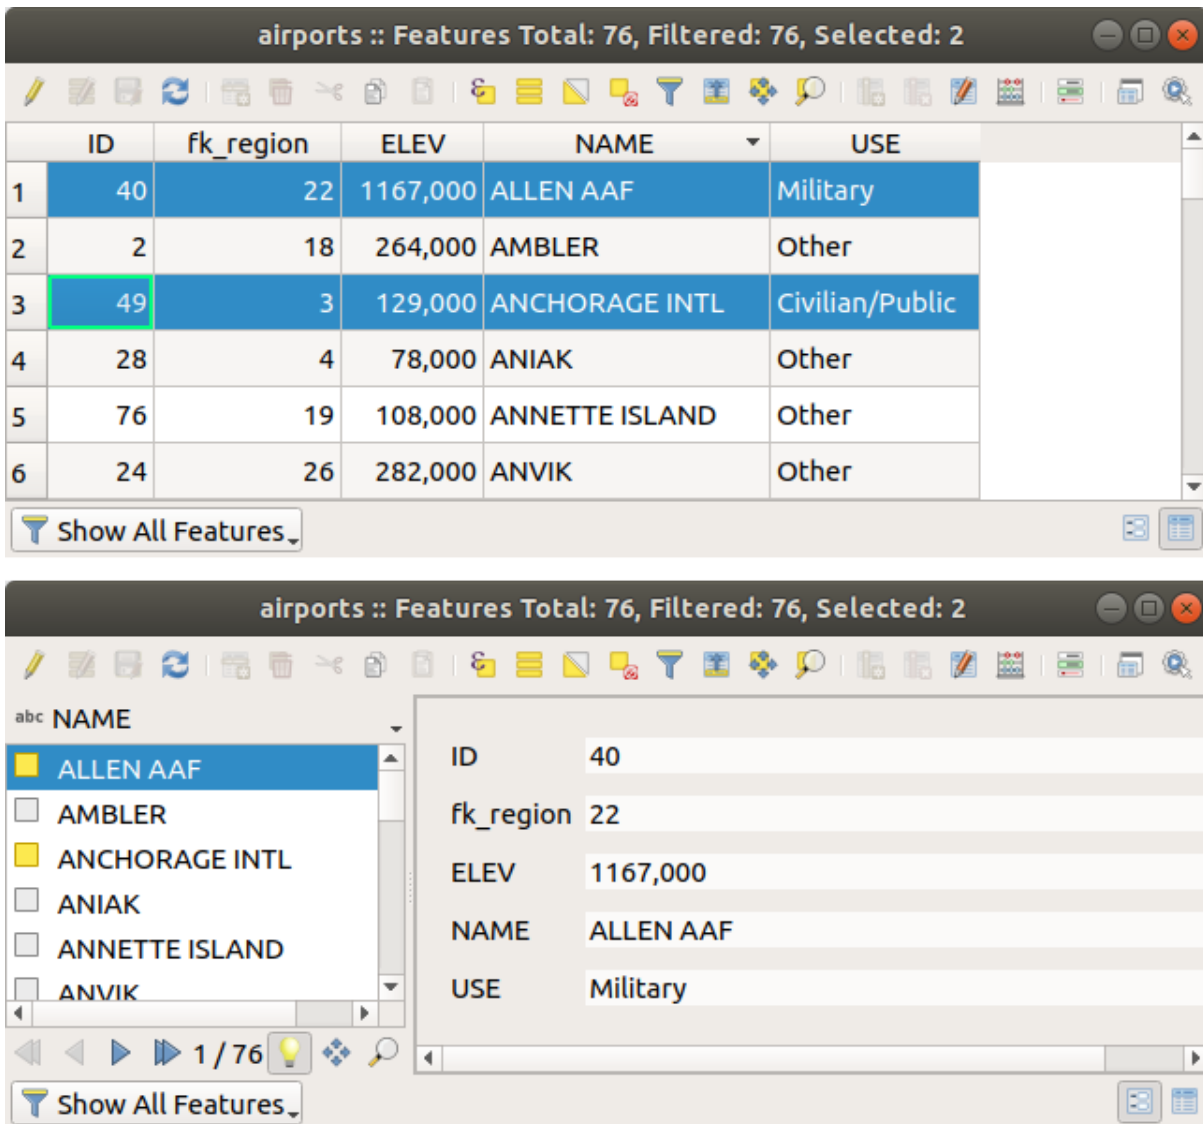 airports :: Features Total: 76, Filtered: 76, Selected: 2
ID fk_region ELEV NAME USE
1 40 22 1167,000 ALLEN AAF Military
2 2 18 264,000 AMBLER Other
3 49 3 129,000 ANCHORAGE INTL Civilian/Public
4 28 4 78,000 ANIAK Other
5 76 19 108,000 ANNETTE ISLAND Other
6 24 26 282,000 ANVIK Other
Show All Features
airports :: Features Total: 76, Filtered: 76, Selected: 2
abc NAME
ALLEN AAF
AMBLER
ANCHORAGE INTL
ANIAK
ANNETTE ISLAND
ANVIK
1 / 76
ID 40
fk_region 22
ELEV 1167,000
NAME ALLEN AAF
USE Military
Show All Features